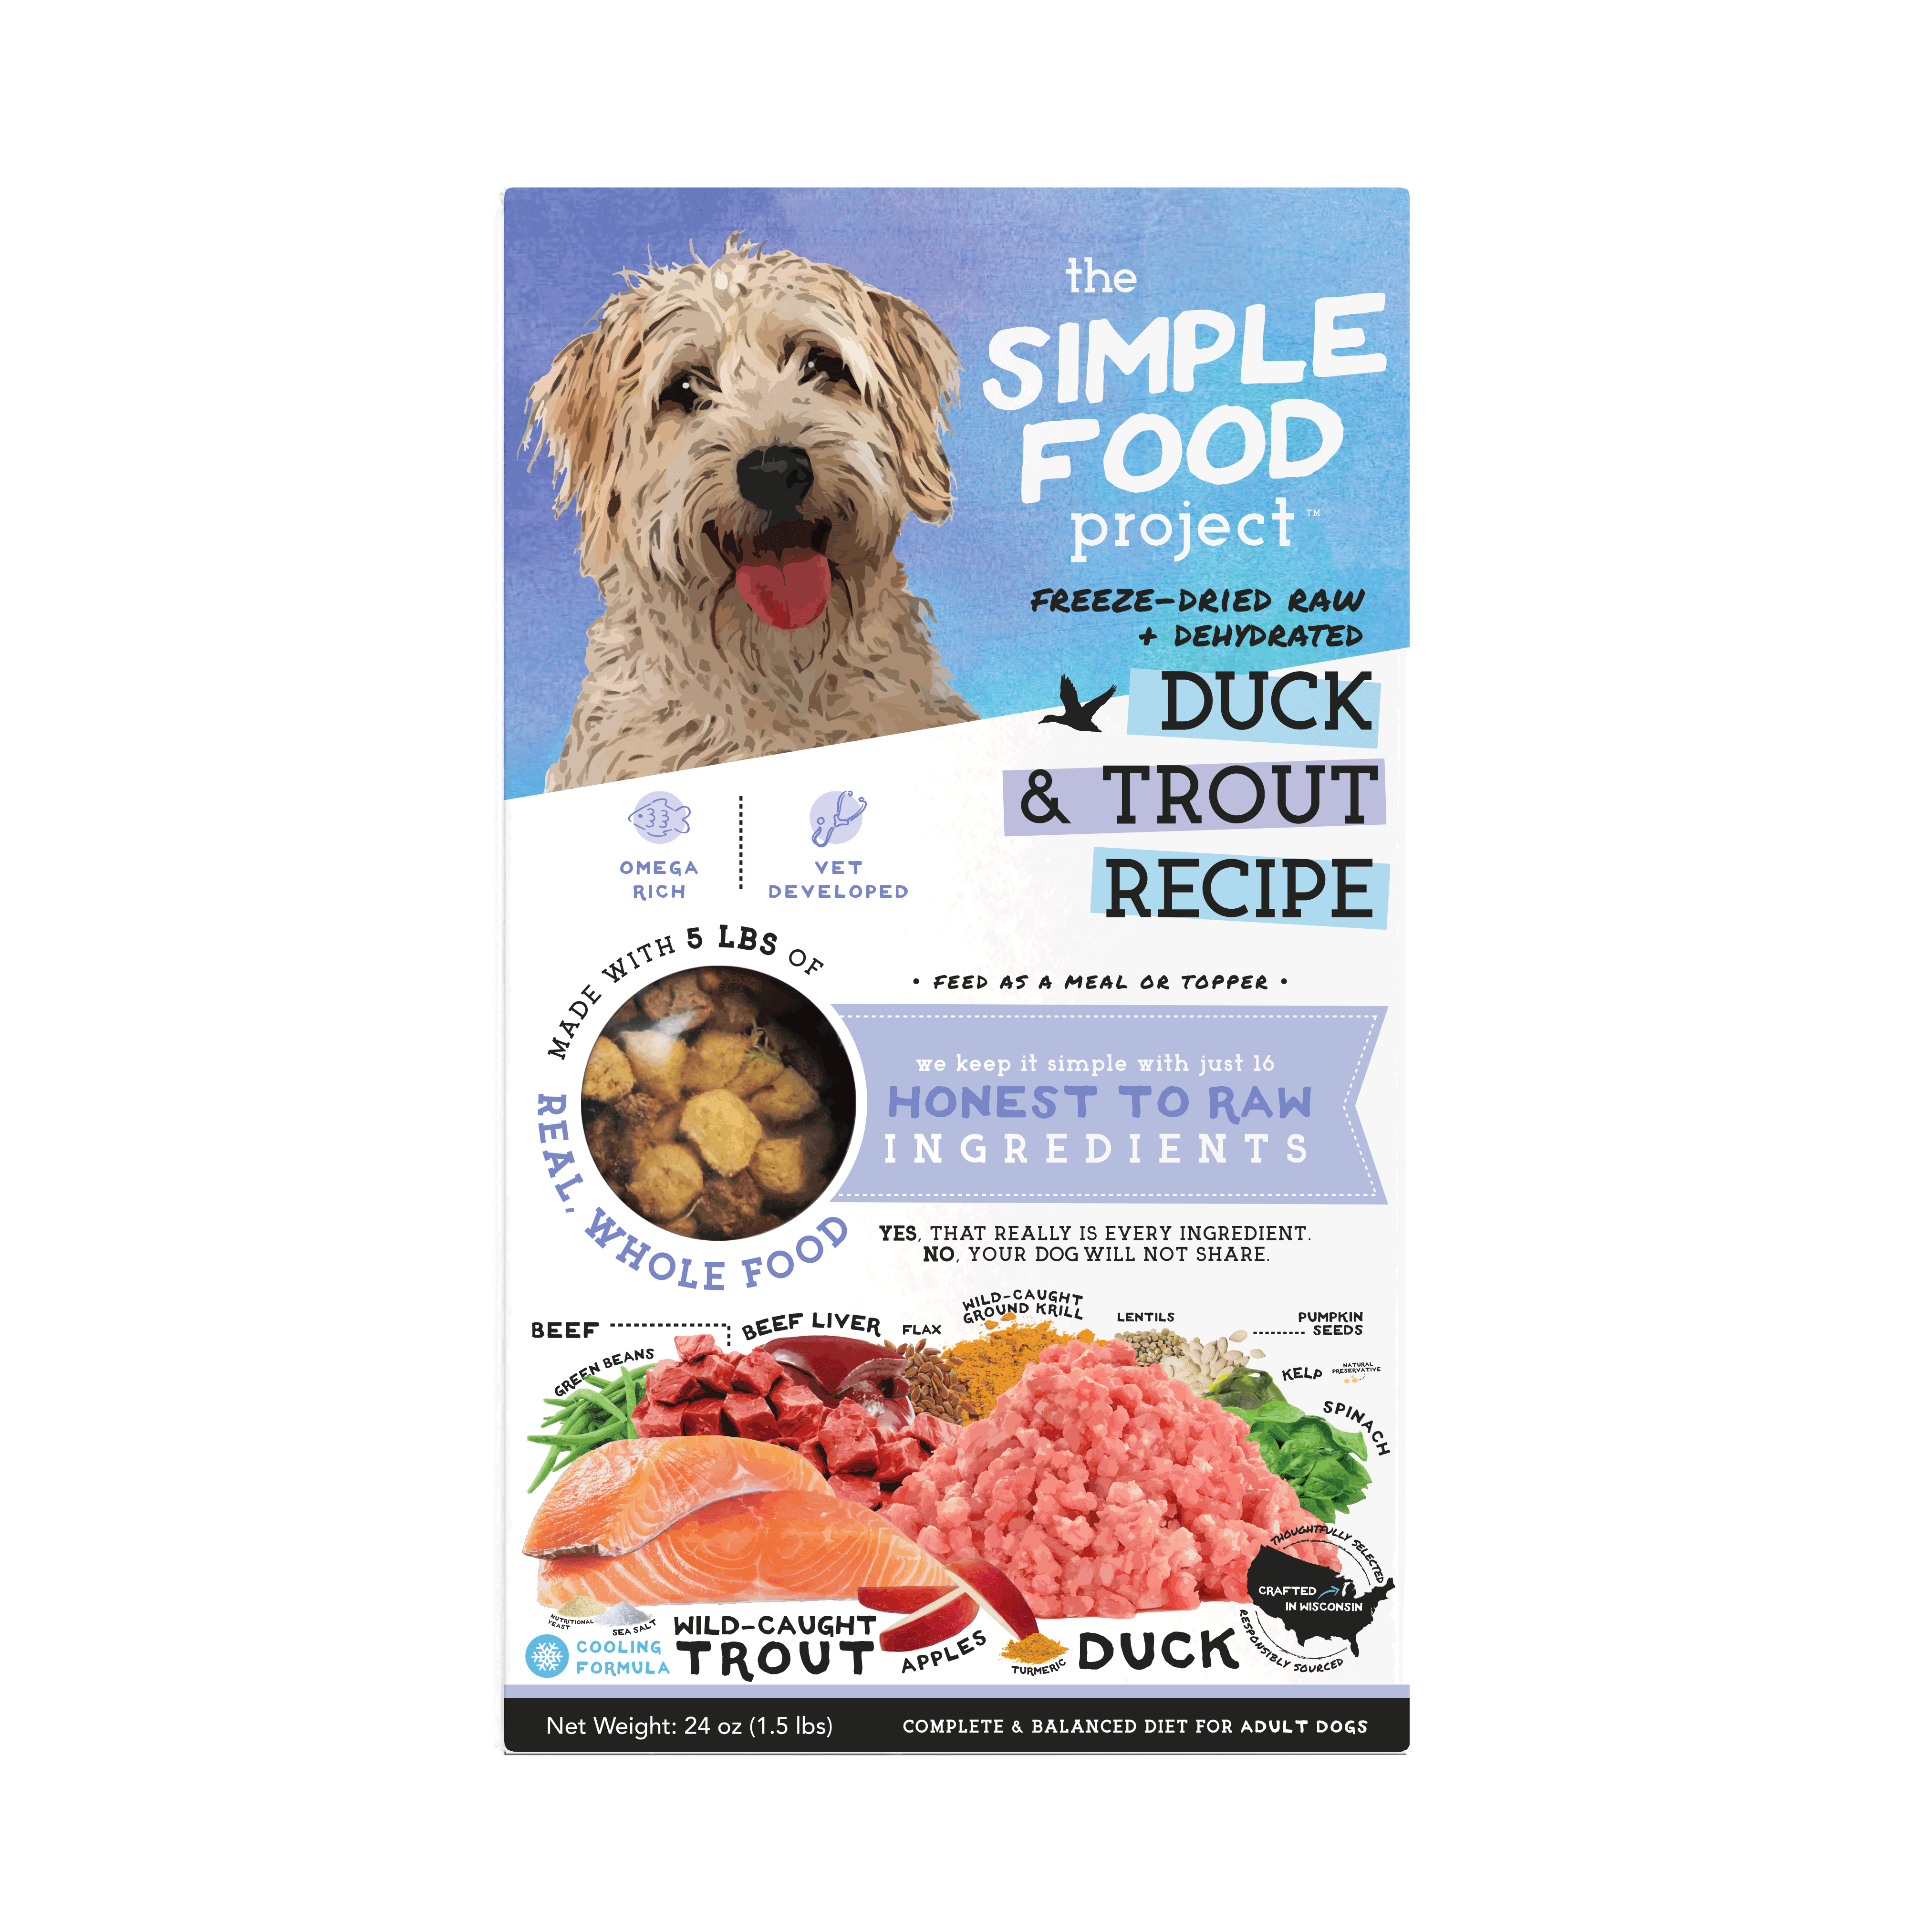 the
SIMPLE
FOOD
project™
FREEZE-DRIED RAW
+ DEHYDRATED
DUCK
& TROUT
RECIPE
OMEGA
RICH
VET
DEVELOPED
MADE WITH 5 LBS OF
REAL, WHOLE FOOD
• FEED AS A MEAL OR TOPPER •
we keep it simple with just 16
HONEST TO RAW
INGREDIENTS
YES, THAT REALLY IS EVERY INGREDIENT.
NO, YOUR DOG WILL NOT SHARE.
BEEF
BEEF LIVER
FLAX
WILD-CAUGHT
GROUND KRILL
LENTILS
PUMPKIN
SEEDS
GREEN BEANS
KELP
NATURAL
PRESERVATIVE
SPINACH
NUTRITIONAL
YEAST
SEA SALT
COOLING
FORMULA
WILD-CAUGHT
TROUT
APPLES
TURMERIC
DUCK
THOUGHTFULLY SELECTED
CRAFTED
IN WISCONSIN
RESPONSIBLY SOURCED
Net Weight: 24 oz (1.5 lbs)
COMPLETE & BALANCED DIET FOR ADULT DOGS